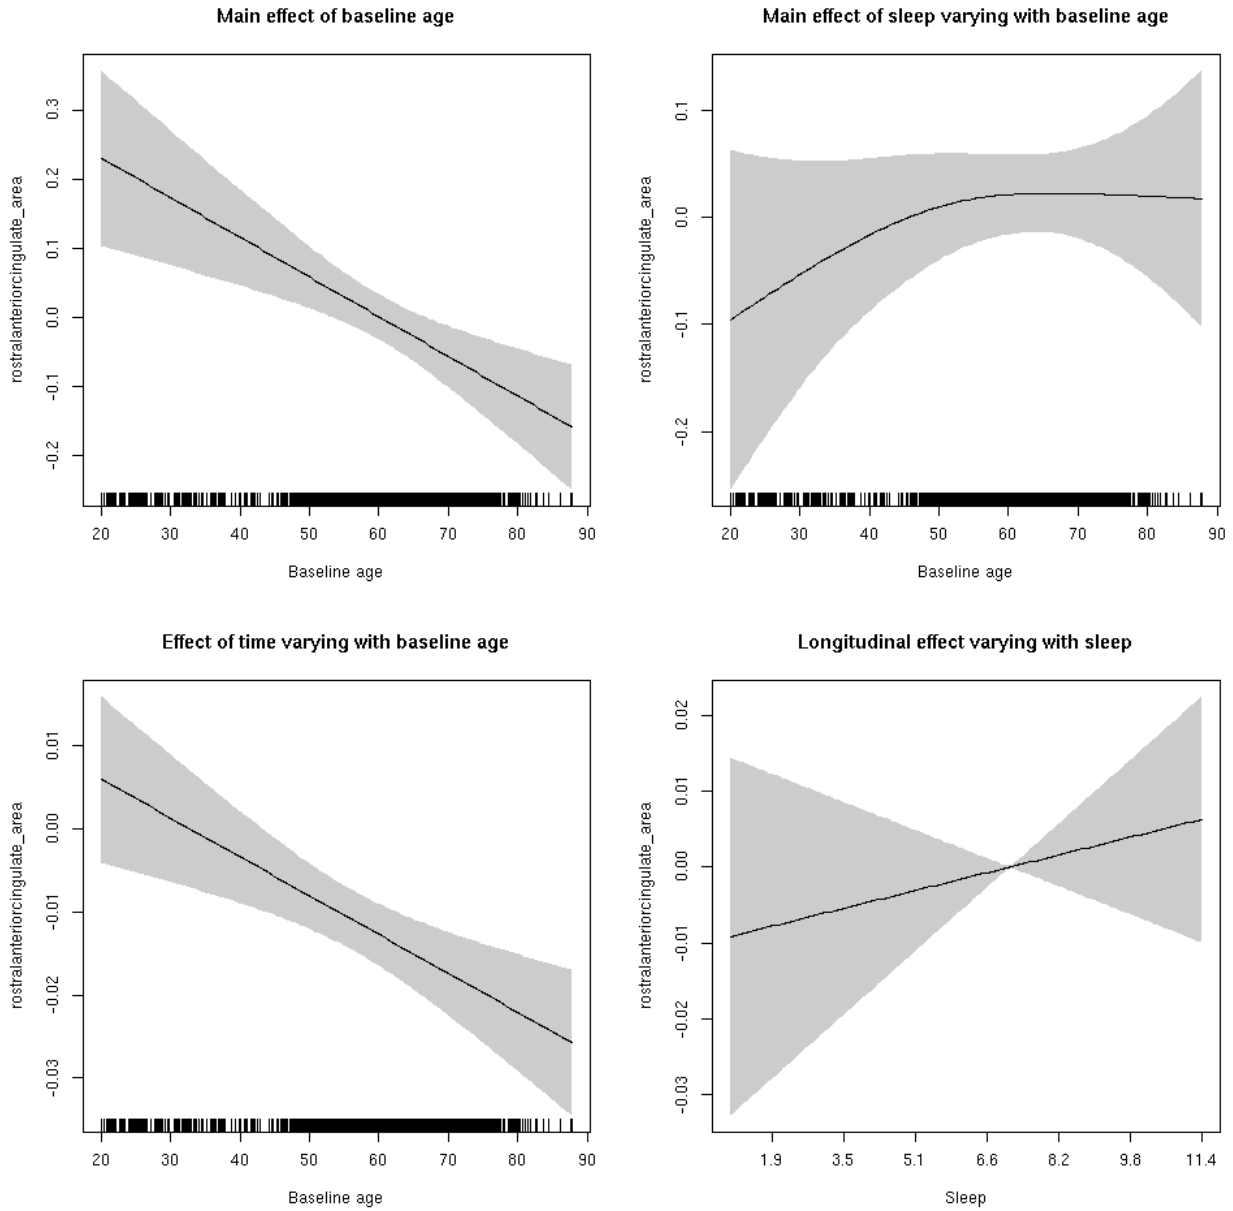 Main effect of baseline age
rostralanteriorcingulate_area
0.3
0.2
0.1
0.0
-0.1
-0.2
20 30 40 50 60 70 80 90
Baseline age
Main effect of sleep varying with baseline age
rostralanteriorcingulate_area
0.1
0.0
-0.1
-0.2
20 30 40 50 60 70 80 90
Baseline age
Effect of time varying with baseline age
rostralanteriorcingulate_area
0.01
0.00
-0.01
-0.02
-0.03
20 30 40 50 60 70 80 90
Baseline age
Longitudinal effect varying with sleep
rostralanteriorcingulate_area
0.02
0.01
0.00
-0.01
-0.02
-0.03
1.9 3.5 5.1 6.6 8.2 9.8 11.4
Sleep